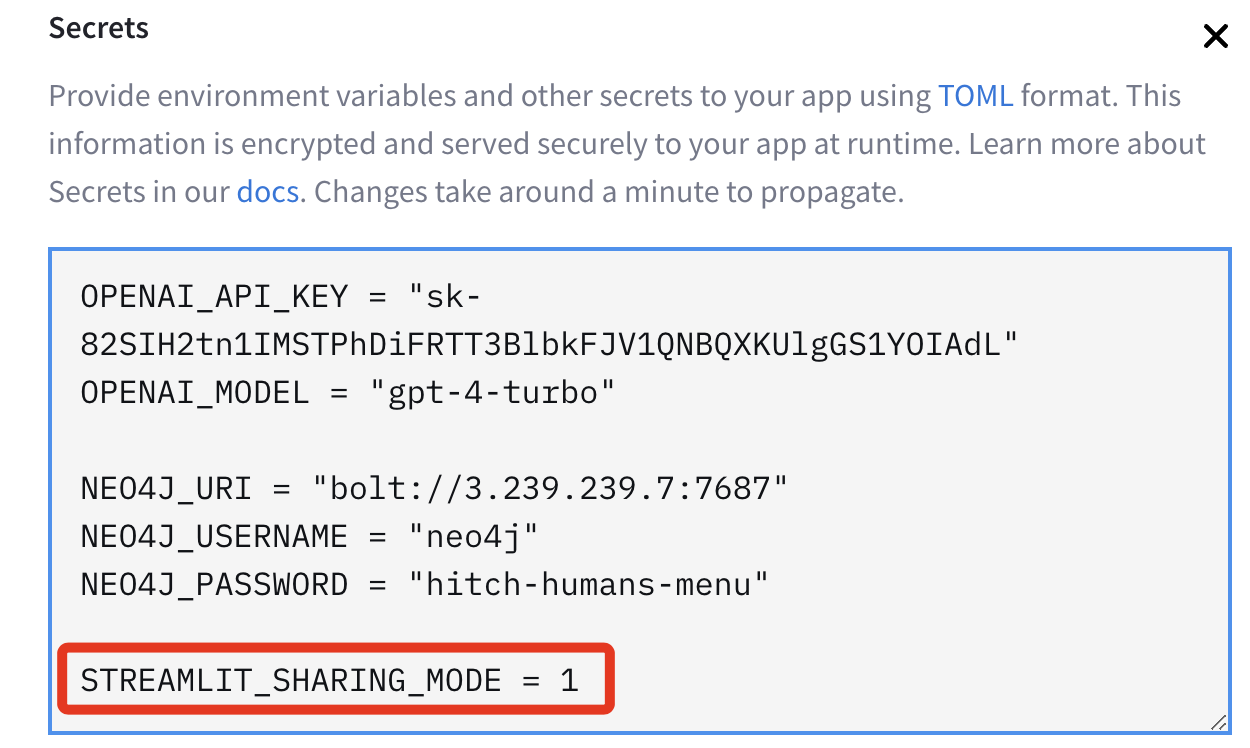 Secrets
Provide environment variables and other secrets to your app using TOML format. This
information is encrypted and served securely to your app at runtime. Learn more about
Secrets in our docs. Changes take around a minute to propagate.
OPENAI_API_KEY = "sk-
82SIH2tn1IMSTPhDiFRTT3BlbkFJV1QNBQXKUlgGS1YOIAdL"
OPENAI_MODEL = "gpt-4-turbo"
NEO4J_URI = "bolt://3.239.239.7:7687"
NEO4J_USERNAME = "neo4j"
NEO4J_PASSWORD = "hitch-humans-menu"
STREAMLIT_SHARING_MODE = 1